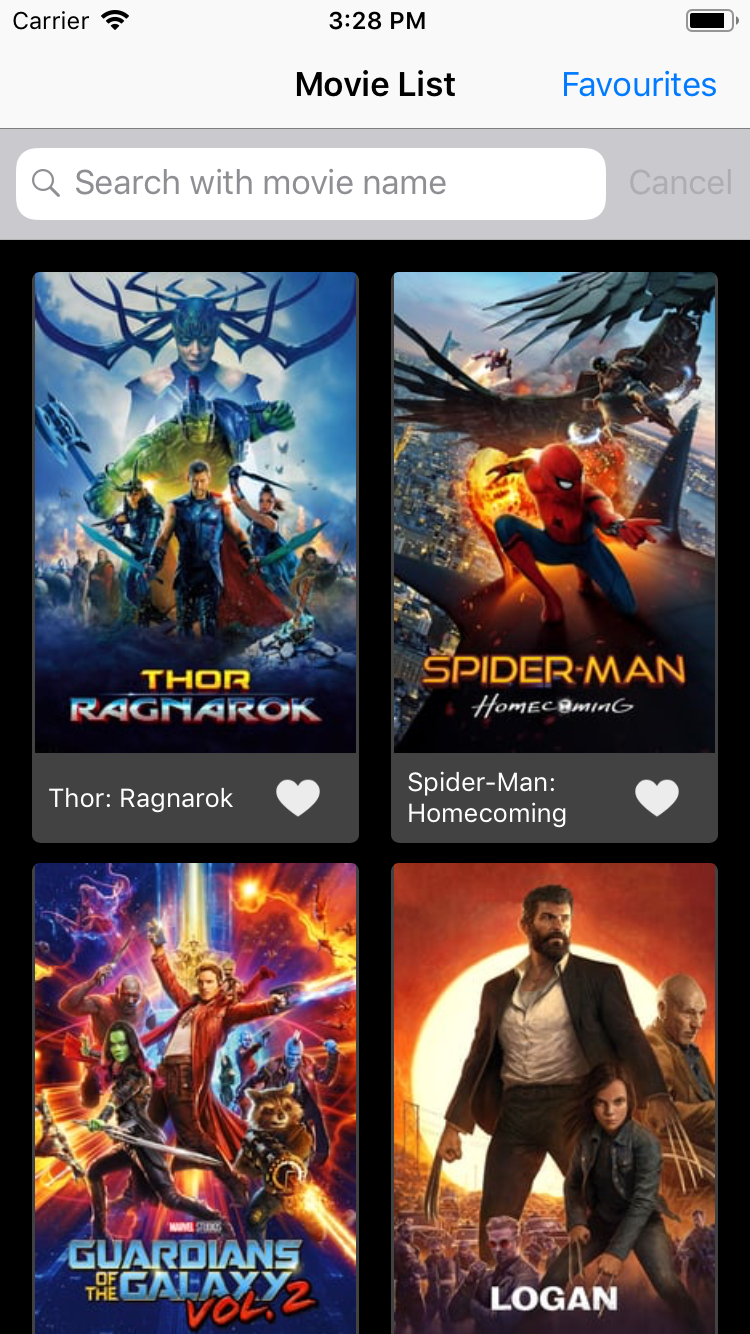 Carrier
3:28 PM
Movie List
Favourites
Search with movie name
Cancel
THOR
RAGNAROK
SPIDER-MAN
HOMECOMING
Thor: Ragnarok
Spider-Man:
Homecoming
MARVEL STUDIOS
GUARDIANS
OF THE GALAXY
VOL. 2
LOGAN